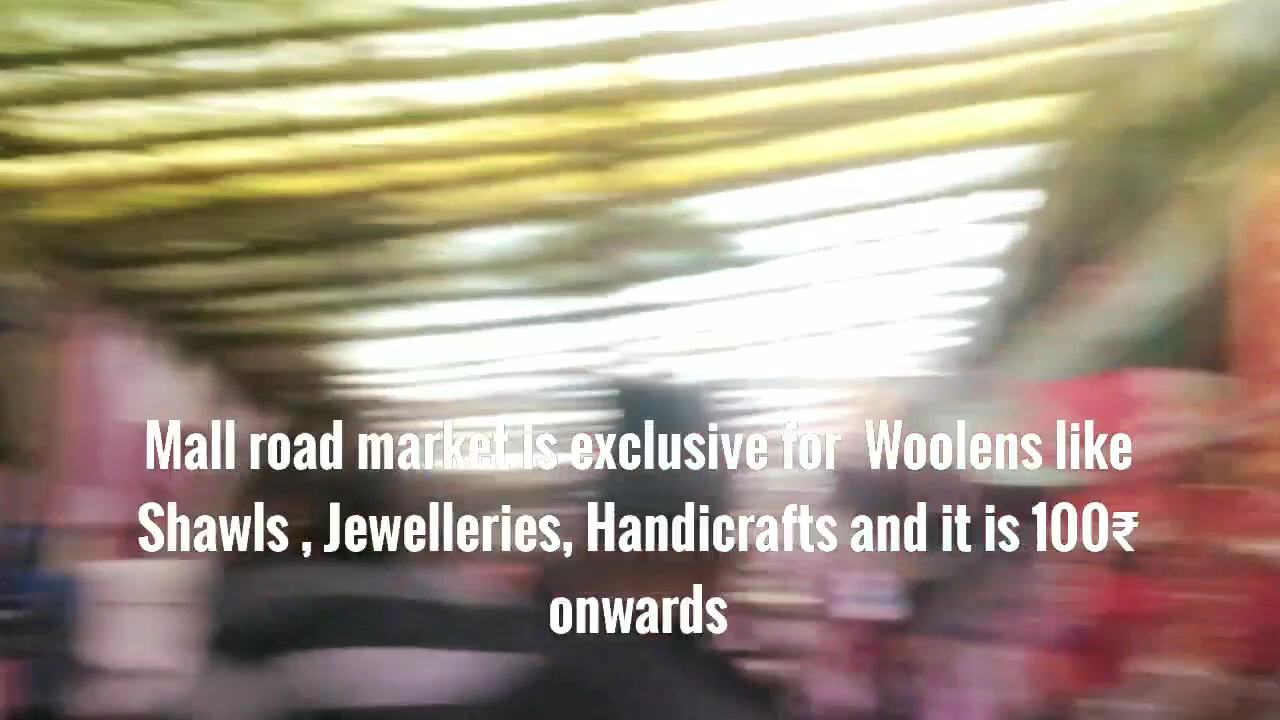 Mall road market is exclusive for  Woolens like
Shawls , Jewelleries, Handicrafts and it is 100₹
onwards